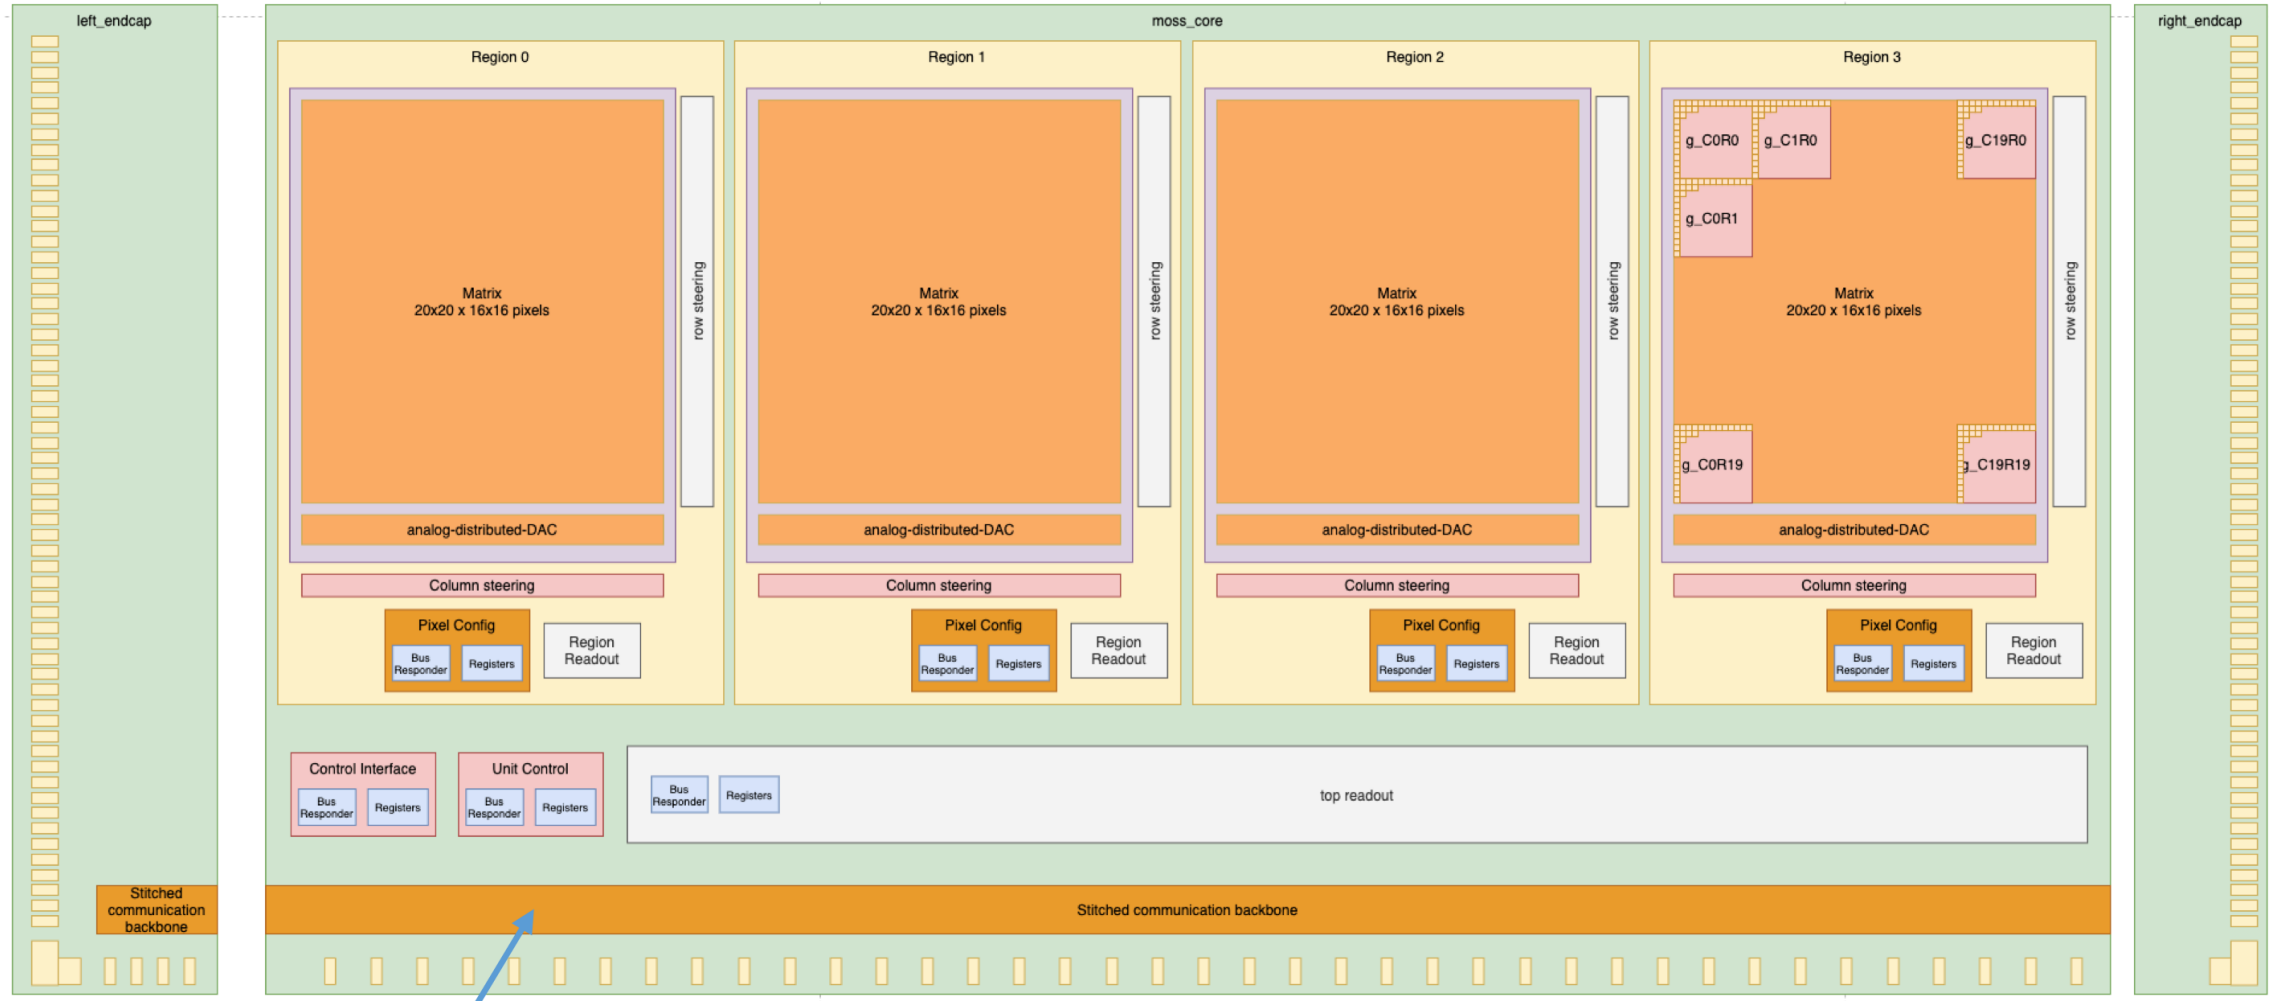 left_endcap
moss_core
right_endcap
Region 0
Region 1
Region 2
Region 3
Matrix
20x20 x 16x16 pixels
row steering
Matrix
20x20 x 16x16 pixels
row steering
Matrix
20x20 x 16x16 pixels
row steering
g_C0R0
g_C1R0
g_C19R0
g_C0R1
Matrix
20x20 x 16x16 pixels
g_C0R19
g_C19R19
row steering
analog-distributed-DAC
analog-distributed-DAC
analog-distributed-DAC
analog-distributed-DAC
Column steering
Column steering
Column steering
Column steering
Pixel Config
Bus
Responder
Registers
Region
Readout
Pixel Config
Bus
Responder
Registers
Region
Readout
Pixel Config
Bus
Responder
Registers
Region
Readout
Pixel Config
Bus
Responder
Registers
Region
Readout
Control Interface
Bus
Responder
Registers
Unit Control
Bus
Responder
Registers
Bus
Responder
Registers
top readout
Stitched
communication
backbone
Stitched communication backbone